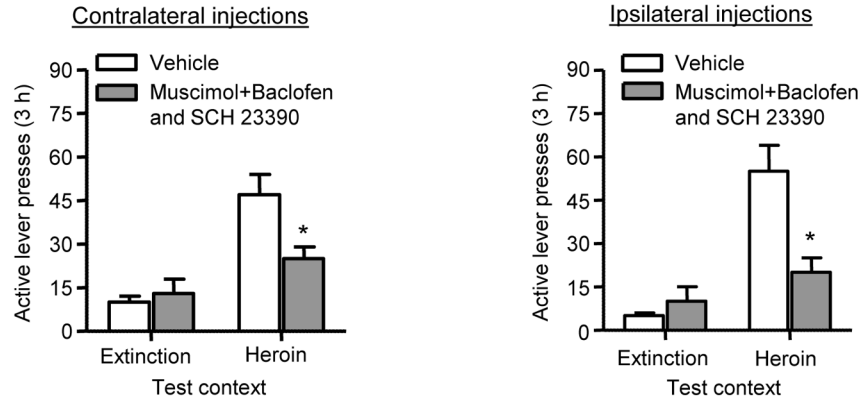 Contralateral injections
Vehicle
Muscimol+Baclofen
and SCH 23390
Active lever presses (3 h)
90
75
60
45
30
15
0
*
Extinction
Heroin
Test context
Ipsilateral injections
Vehicle
Muscimol+Baclofen
and SCH 23390
Active lever presses (3 h)
90
75
60
45
30
15
0
*
Extinction
Heroin
Test context